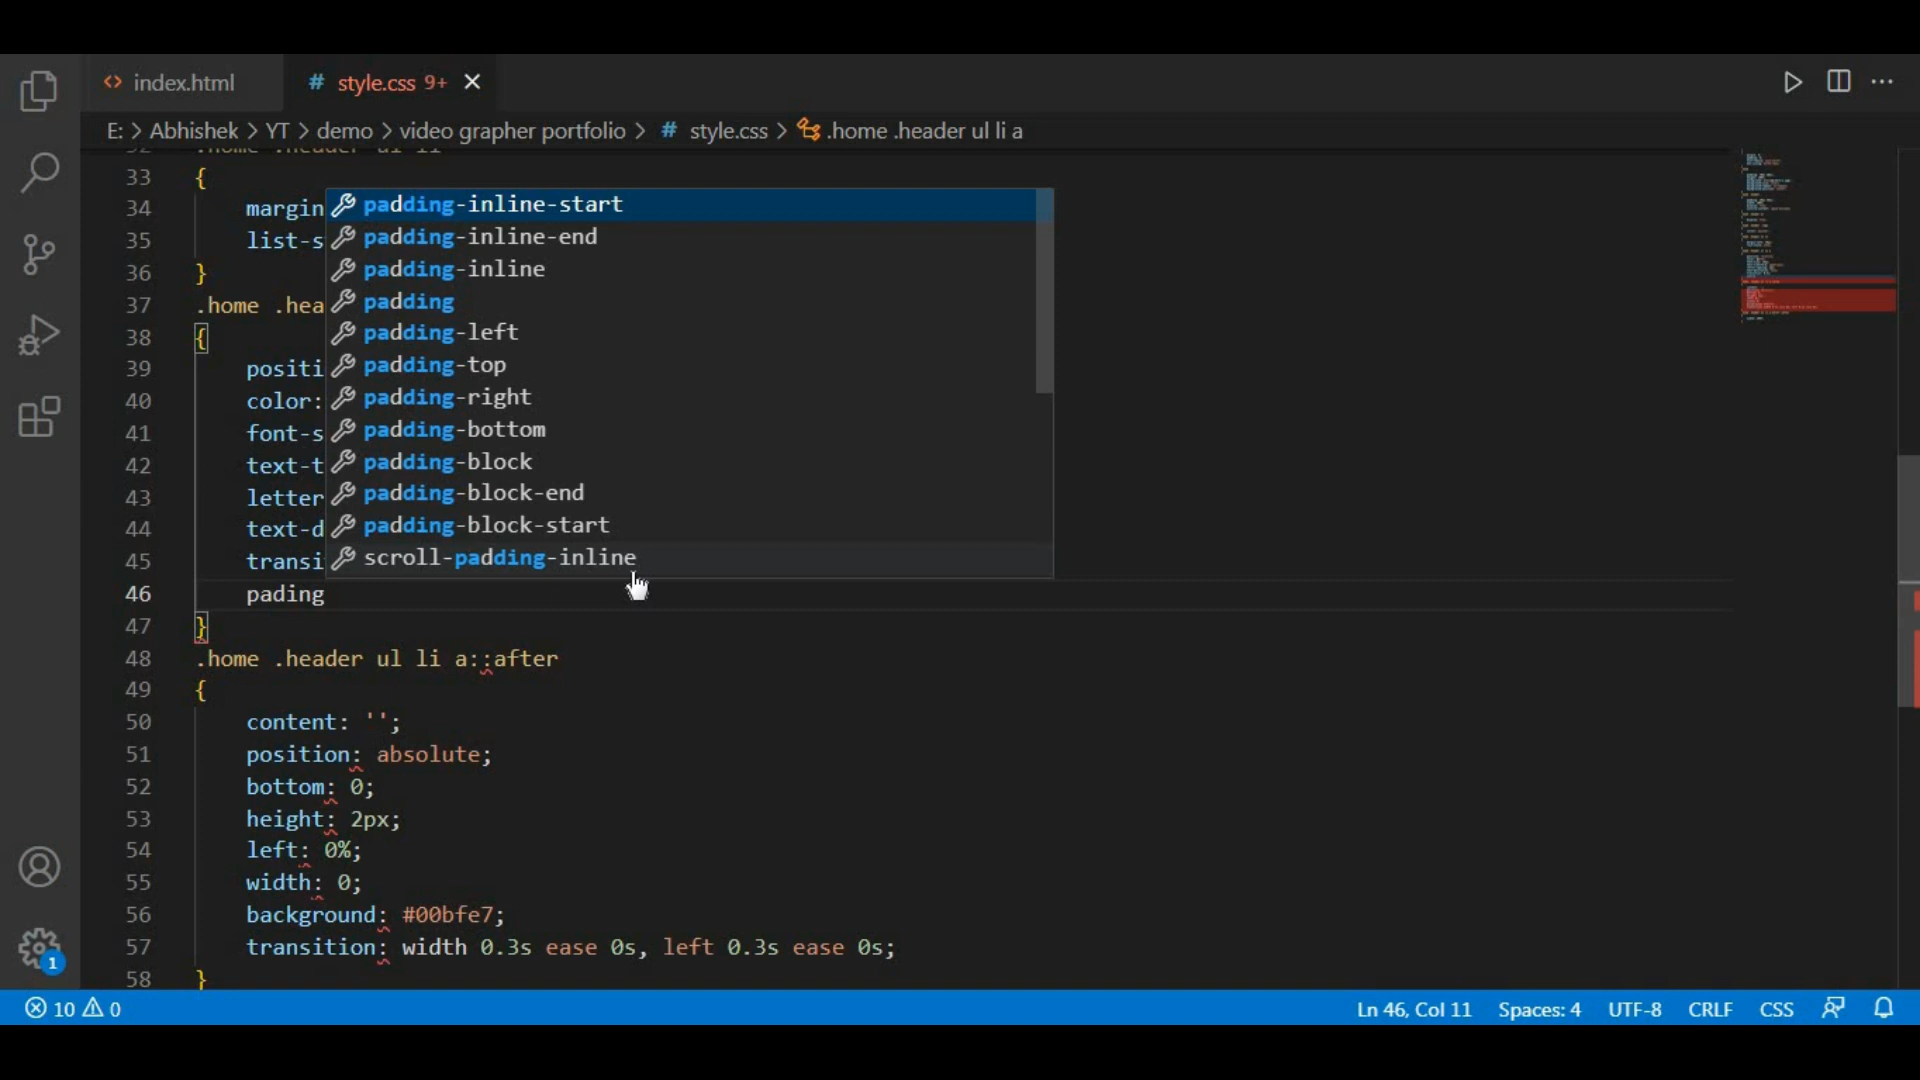 index.html
style.css 9+
E: > Abhishek > YT > demo > video grapher portfolio > # style.css > .home .header ul li a
32 .home .header ul li
33 {
34 margin
35 list-s
36 }
37 .home .hea
38 {
39 positi
40 color:
41 font-s
42 text-t
43 letter
44 text-d
45 transi
padding-inline-start
padding-inline-end
padding-inline
padding
padding-left
padding-top
padding-right
padding-bottom
padding-block
padding-block-end
padding-block-start
scroll-padding-inline
46 pading
47 }
48 .home .header ul li a::after
49 {
50 content: '';
51 position: absolute;
52 bottom: 0;
53 height: 2px;
54 left: 0%;
55 width: 0;
56 background: #00bfe7;
57 transition: width 0.3s ease 0s, left 0.3s ease 0s;
58 }
1
10 0 Ln 46, Col 11 Spaces: 4 UTF-8 CRLF CSS